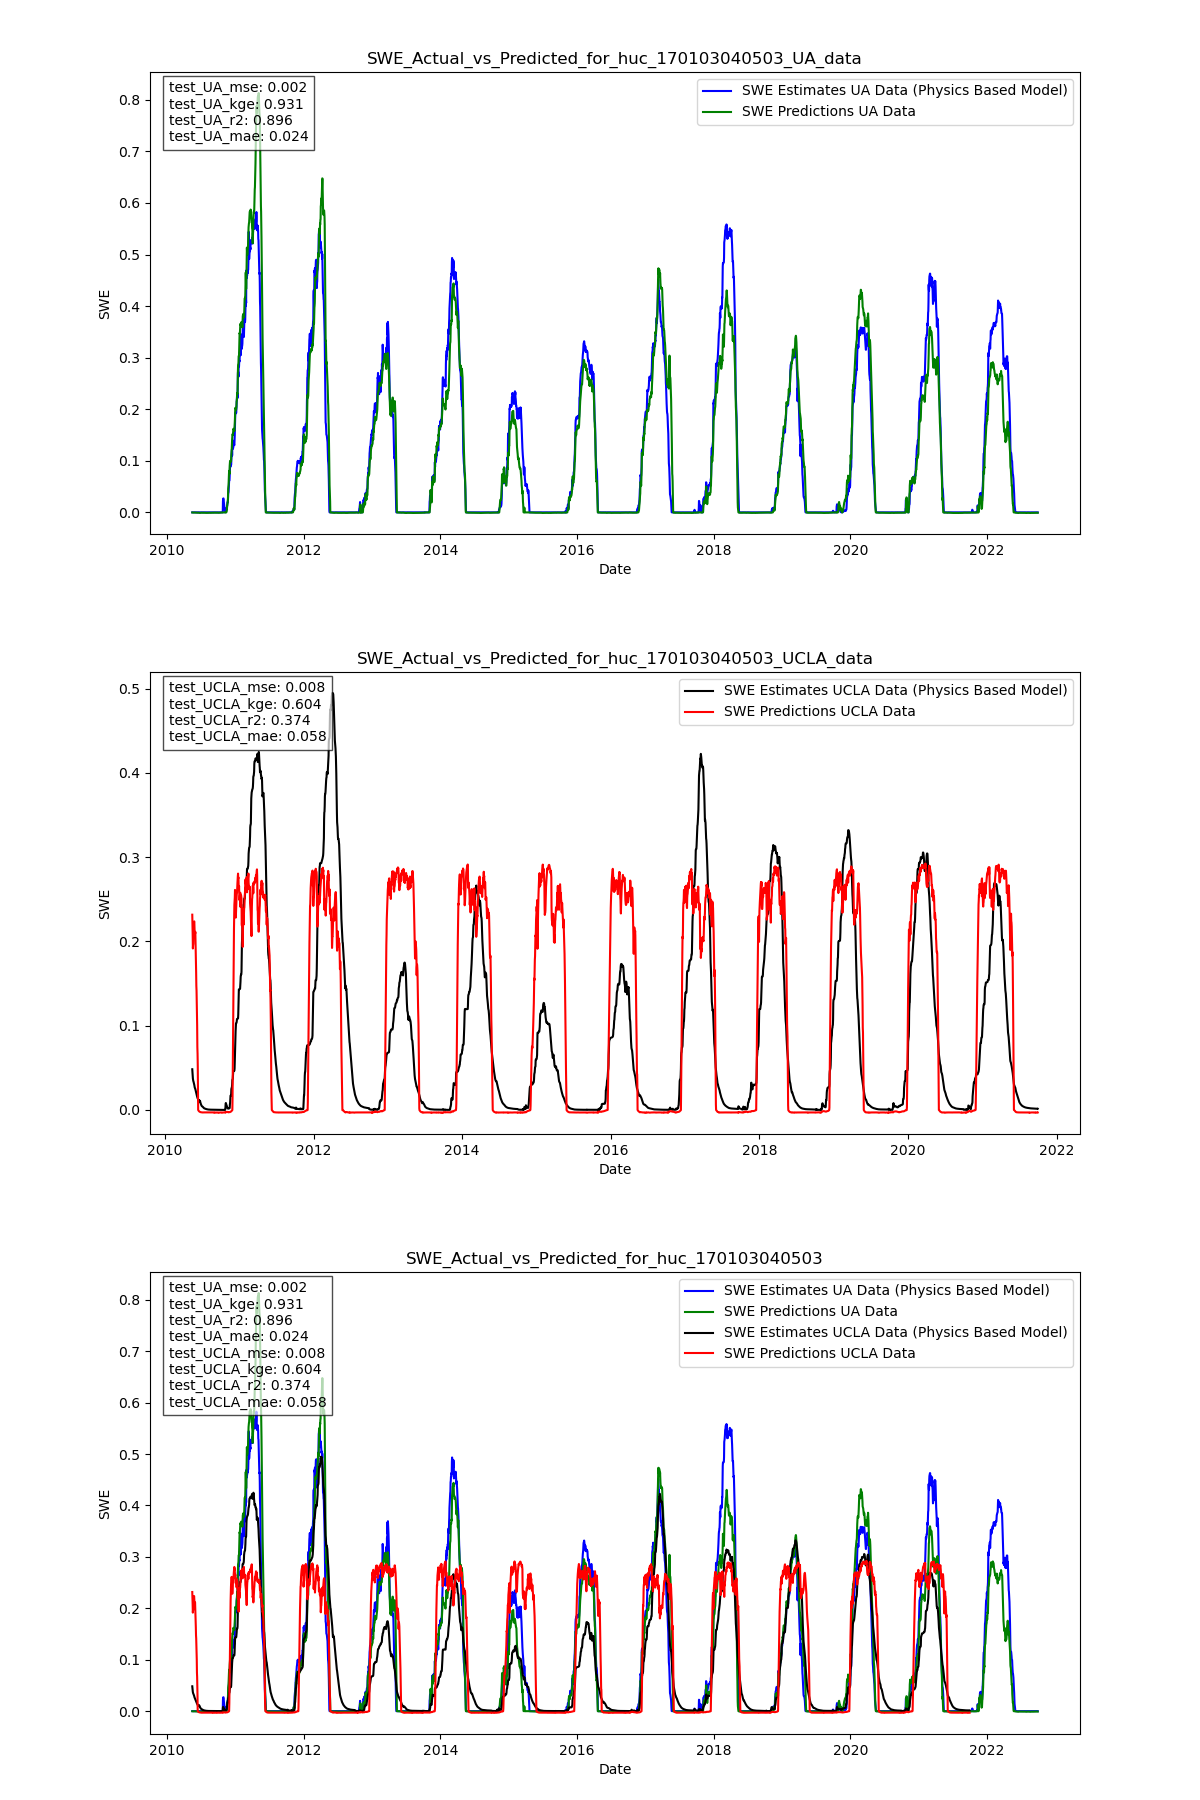 SWE_Actual_vs_Predicted_for_huc_170103040503_UA_data
test_UA_mse: 0.002
test_UA_kge: 0.931
test_UA_r2: 0.896
test_UA_mae: 0.024
SWE Estimates UA Data (Physics Based Model)
SWE Predictions UA Data
0.8
0.7
0.6
0.5
0.4
0.3
0.2
0.1
0.0
SWE
2010 2012 2014 2016 2018 2020 2022
Date
SWE_Actual_vs_Predicted_for_huc_170103040503_UCLA_data
test_UCLA_mse: 0.008
test_UCLA_kge: 0.604
test_UCLA_r2: 0.374
test_UCLA_mae: 0.058
SWE Estimates UCLA Data (Physics Based Model)
SWE Predictions UCLA Data
0.5
0.4
0.3
0.2
0.1
0.0
SWE
2010 2012 2014 2016 2018 2020 2022
Date
SWE_Actual_vs_Predicted_for_huc_170103040503
test_UA_mse: 0.002
test_UA_kge: 0.931
test_UA_r2: 0.896
test_UA_mae: 0.024
test_UCLA_mse: 0.008
test_UCLA_kge: 0.604
test_UCLA_r2: 0.374
test_UCLA_mae: 0.058
SWE Estimates UA Data (Physics Based Model)
SWE Predictions UA Data
SWE Estimates UCLA Data (Physics Based Model)
SWE Predictions UCLA Data
0.8
0.7
0.6
0.5
0.4
0.3
0.2
0.1
0.0
SWE
2010 2012 2014 2016 2018 2020 2022
Date